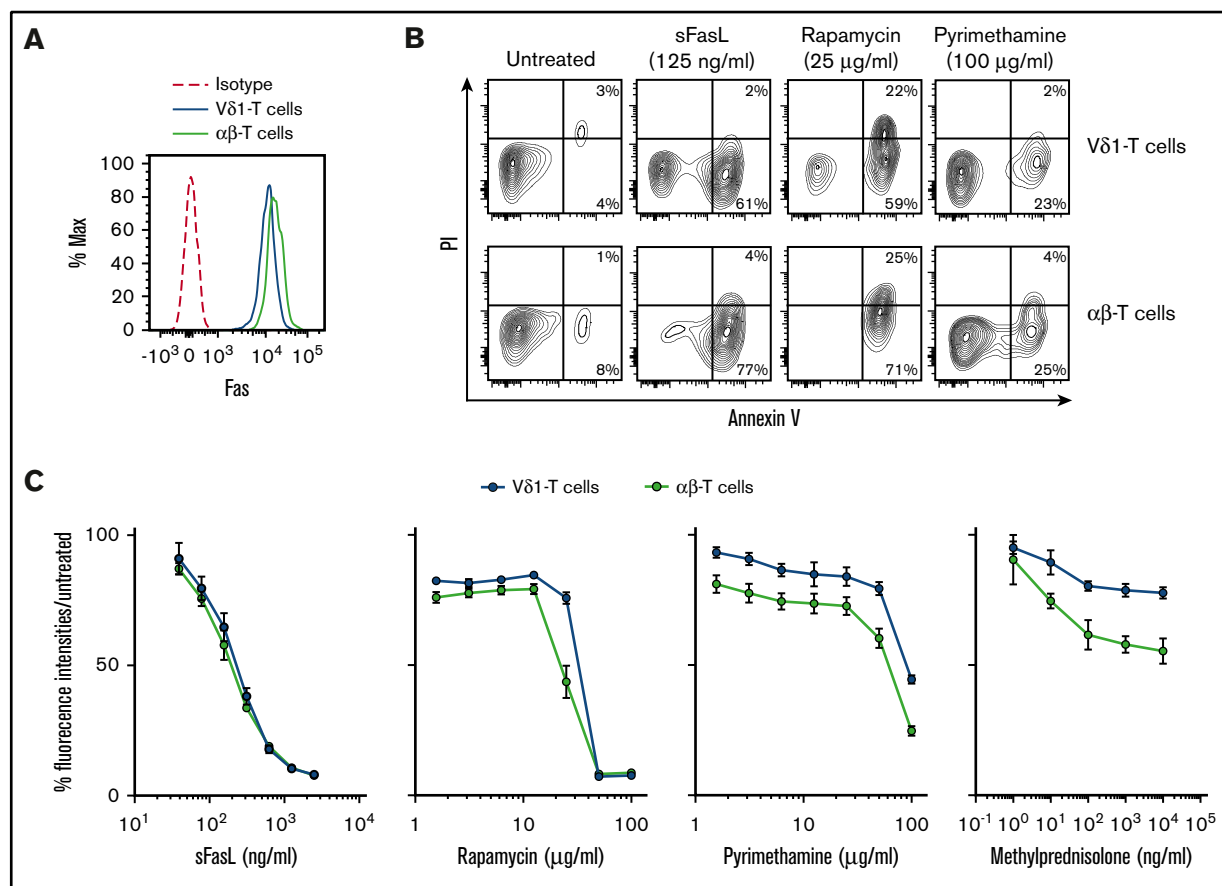 A
Isotype
Vδ1-T cells
αβ-T cells
100
80
60
40
20
0
% Max
-10³ 0 10³ 10⁴ 10⁵
Fas
B
Untreated
sFasL
(125 ng/ml)
Rapamycin
(25 μg/ml)
Pyrimethamine
(100 μg/ml)
3%
4%
2%
61%
22%
59%
2%
23%
Vδ1-T cells
PI
1%
8%
4%
77%
25%
71%
4%
25%
αβ-T cells
Annexin V
C
Vδ1-T cells
αβ-T cells
% fluorecence intensities/untreated
100
50
0
10¹ 10² 10³ 10⁴
sFasL (ng/ml)
1 10 100
Rapamycin (μg/ml)
1 10 100
Pyrimethamine (μg/ml)
10⁻¹ 10⁰ 10¹ 10² 10³ 10⁴ 10⁵
Methylprednisolone (ng/ml)